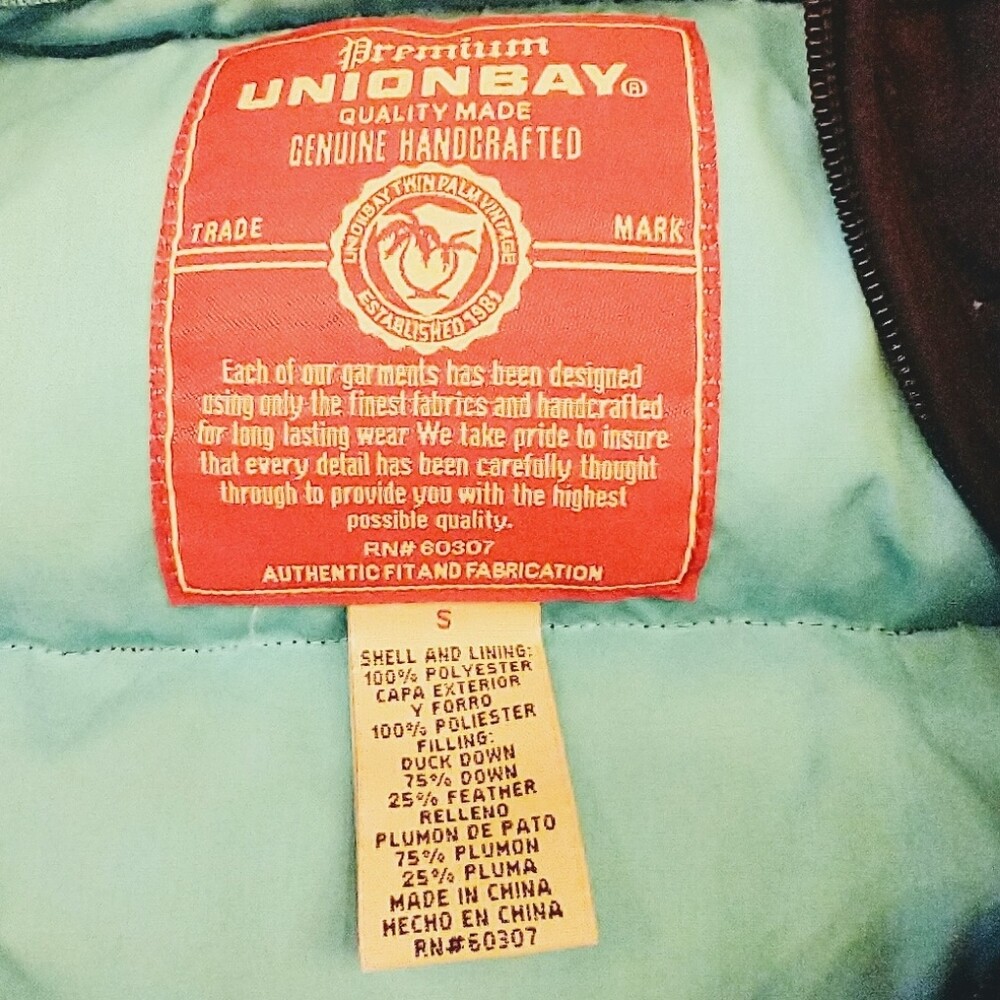 Premium
UNIONBAY®
QUALITY MADE
GENUINE HANDCRAFTED
UNIONBAY TWIN PALM VINTAGE
TRADE MARK
ESTABLISHED 1981
Each of our garments has been designed
using only the finest fabrics and handcrafted
for long lasting wear We take pride to insure
that every detail has been carefully thought
through to provide you with the highest
possible quality.
RN# 60307
AUTHENTIC FIT AND FABRICATION
S
SHELL AND LINING:
100% POLYESTER
CAPA EXTERIOR
Y FORRO
100% POLIESTER
FILLING:
DUCK DOWN
75% DOWN
25% FEATHER
RELLENO
PLUMON DE PATO
75% PLUMON
25% PLUMA
MADE IN CHINA
HECHO EN CHINA
RN#60307